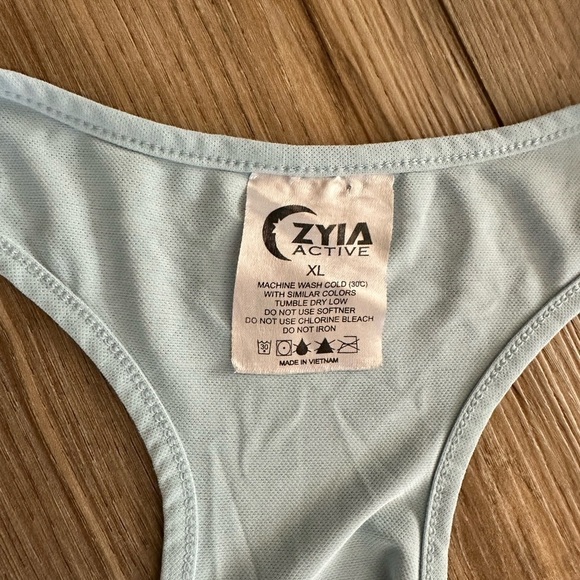 ZYIA
ACTIVE
XL
MACHINE WASH COLD (30℃)
WITH SIMILAR COLORS
TUMBLE DRY LOW
DO NOT USE SOFTNER
DO NOT USE CHLORINE BLEACH
DO NOT IRON
30
MADE IN VIETNAM